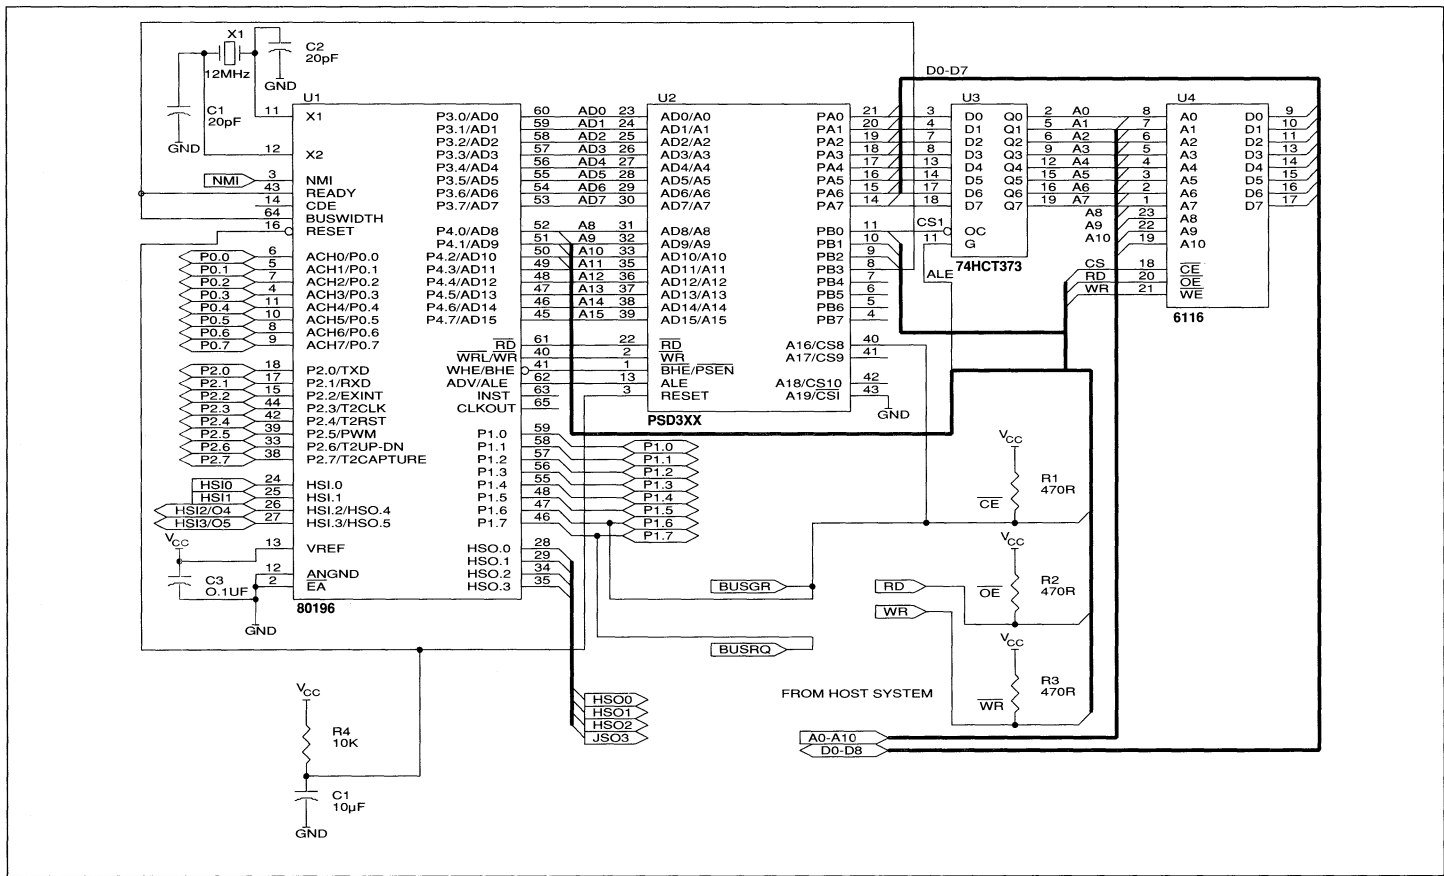 X1
12MHz
C2
20pF
GND
C1
20pF
GND
D0-D7
U1
11 X1
12 X2
NMI 3 NMI
43 READY
14 CDE
64 BUSWIDTH
16 RESET
P0.0 6 ACH0/P0.0
P0.1 5 ACH1/P0.1
P0.2 7 ACH2/P0.2
P0.3 4 ACH3/P0.3
P0.4 11 ACH4/P0.4
P0.5 10 ACH5/P0.5
P0.6 8 ACH6/P0.6
P0.7 9 ACH7/P0.7
P2.0 18 P2.0/TXD
P2.1 17 P2.1/RXD
P2.2 15 P2.2/EXINT
P2.3 44 P2.3/T2CLK
P2.4 42 P2.4/T2RST
P2.5 39 P2.5/PWM
P2.6 33 P2.6/T2UP-DN
P2.7 38 P2.7/T2CAPTURE
HSI0 24 HSI.0
HSI1 25 HSI.1
HSI2/O4 26 HSI.2/HSO.4
HSI3/O5 27 HSI.3/HSO.5
VCC
13 VREF
12 ANGND
2 EA
C3
O.1UF
GND
80196
P3.0/AD0 60 AD0 23
P3.1/AD1 59 AD1 24
P3.2/AD2 58 AD2 25
P3.3/AD3 57 AD3 26
P3.4/AD4 56 AD4 27
P3.5/AD5 55 AD5 28
P3.6/AD6 54 AD6 29
P3.7/AD7 53 AD7 30
P4.0/AD8 52 A8 31
P4.1/AD9 51 A9 32
P4.2/AD10 50 A10 33
P4.3/AD11 49 A11 35
P4.4/AD12 48 A12 36
P4.5/AD13 47 A13 37
P4.6/AD14 46 A14 38
P4.7/AD15 45 A15 39
RD 61 22
WRL/WR 40 2
WHE/BHE 41 1
ADV/ALE 62 13
INST 63 3
CLKOUT 65
P1.0 59
P1.1 58
P1.2 57
P1.3 56
P1.4 55
P1.5 48
P1.6 47
P1.7 46
HSO.0 28
HSO.1 29
HSO.2 34
HSO.3 35
P1.0
P1.1
P1.2
P1.3
P1.4
P1.5
P1.6
P1.7
U2
AD0/A0 PA0 21
AD1/A1 PA1 20
AD2/A2 PA2 19
AD3/A3 PA3 18
AD4/A4 PA4 17
AD5/A5 PA5 16
AD6/A6 PA6 15
AD7/A7 PA7 14
AD8/A8 PB0 11
AD9/A9 PB1 10
AD10/A10 PB2 9
AD11/A11 PB3 8
AD12/A12 PB4 7
AD13/A13 PB5 6
AD14/A14 PB6 5
AD15/A15 PB7 4
RD A16/CS8 40
WR A17/CS9 41
BHE/PSEN
ALE A18/CS10 42
RESET A19/CSI 43
GND
PSD3XX
U3
3 D0 Q0 2 A0
4 D1 Q1 5 A1
7 D2 Q2 6 A2
8 D3 Q3 9 A3
13 D4 Q4 12 A4
14 D5 Q5 15 A5
17 D6 Q6 16 A6
18 D7 Q7 19 A7
CS1 OC
11 G
ALE
74HCT373
U4
8 A0 D0 9
7 A1 D1 10
6 A2 D2 11
5 A3 D3 13
4 A4 D4 14
3 A5 D5 15
2 A6 D6 16
1 A7 D7 17
A8 23 A8
A9 22 A9
A10 19 A10
CS 18 CE
RD 20 OE
WR 21 WE
6116
VCC
R1
470R
CE
VCC
R2
470R
OE
VCC
R3
470R
WR
BUSGR
RD
WR
BUSRQ
FROM HOST SYSTEM
HSO0
HSO1
HSO2
JSO3
A0-A10
D0-D8
VCC
R4
10K
C1
10µF
GND